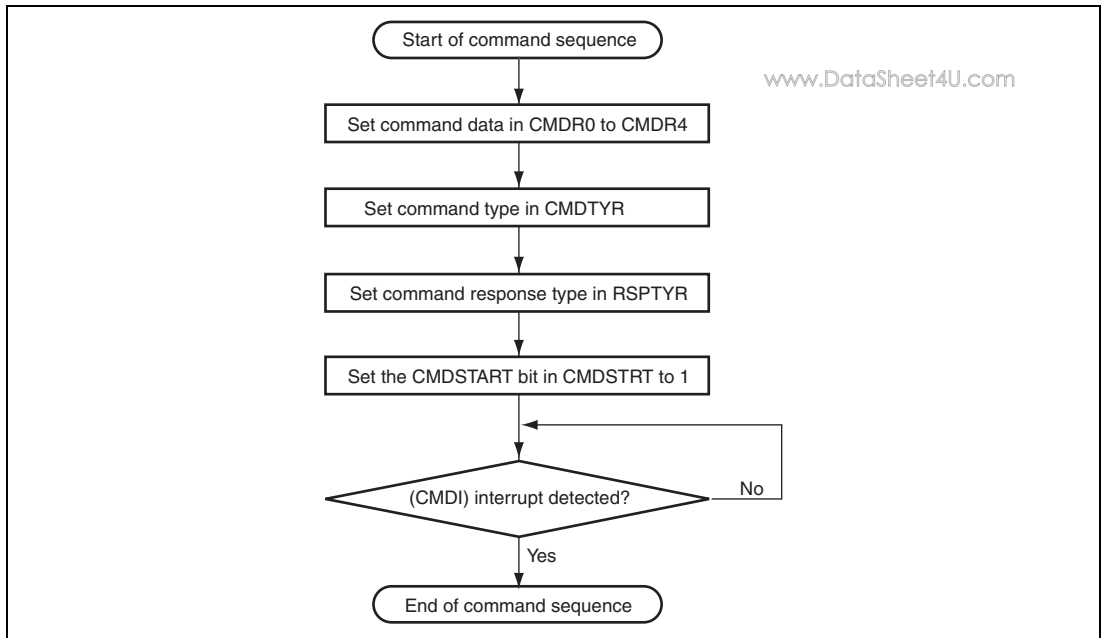 Start of command sequence
www.DataSheet4U.com
Set command data in CMDR0 to CMDR4
Set command type in CMDTYR
Set command response type in RSPTYR
Set the CMDSTART bit in CMDSTRT to 1
(CMDI) interrupt detected?
No
Yes
End of command sequence